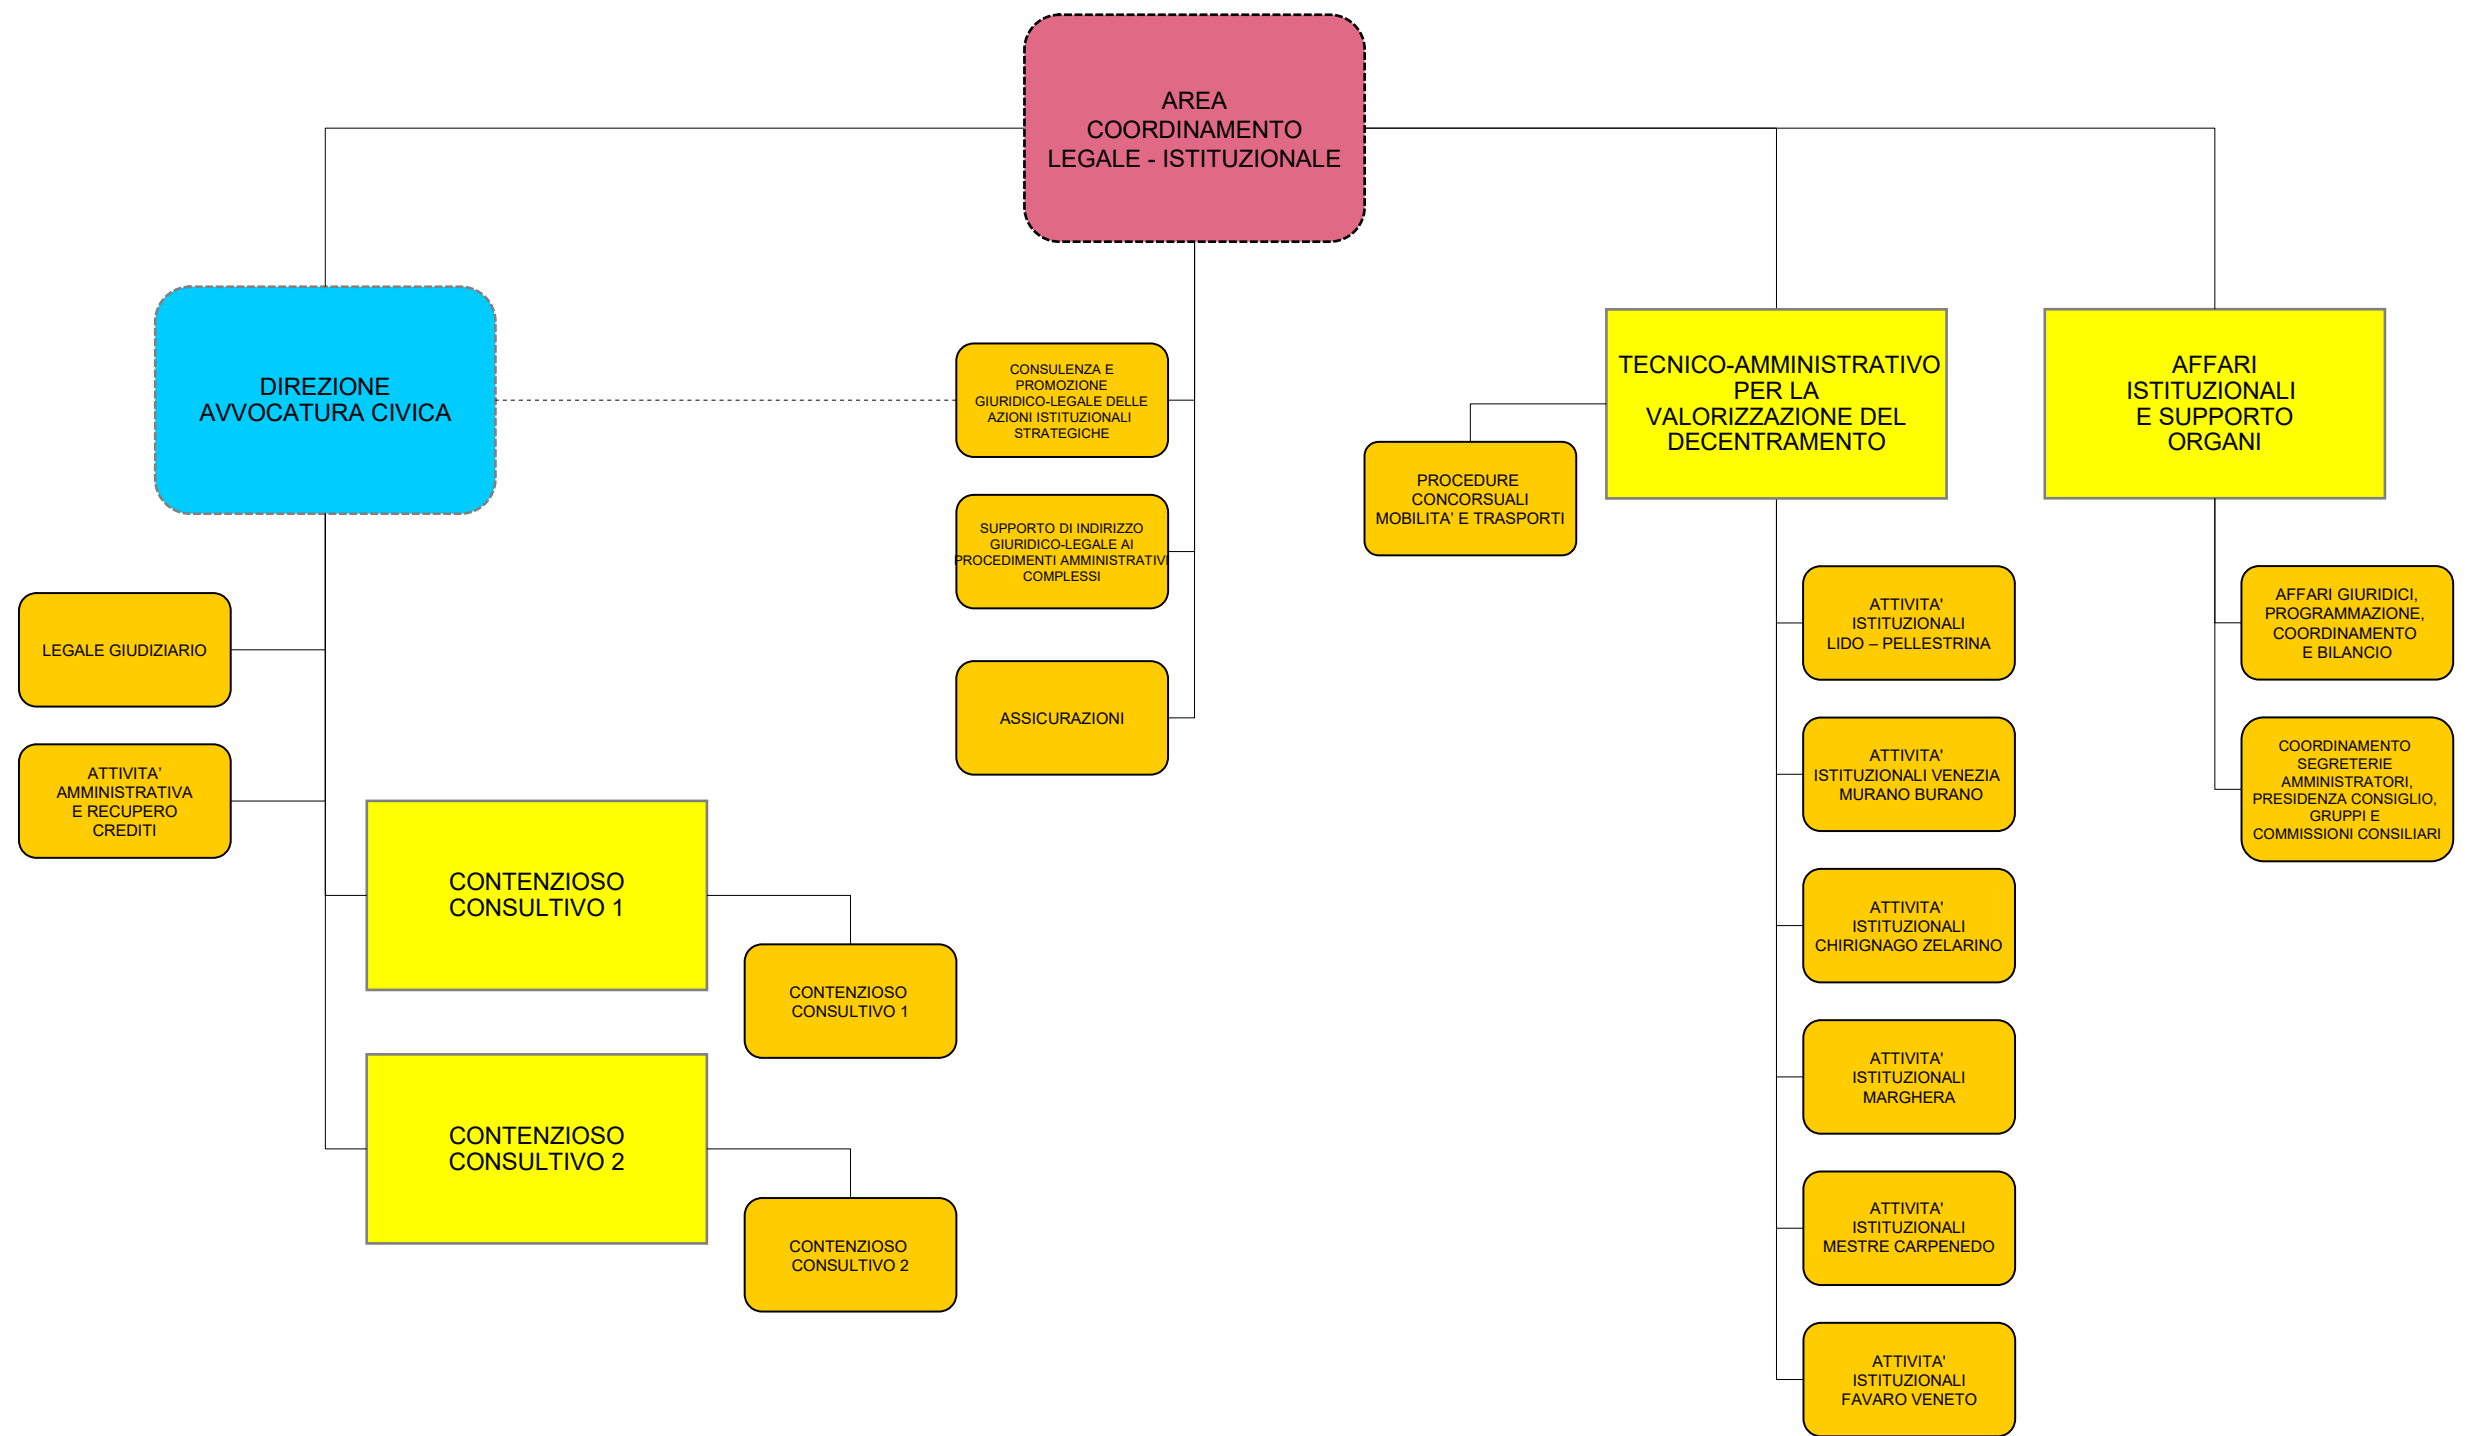 AREA
COORDINAMENTO
LEGALE - ISTITUZIONALE
DIREZIONE
AVVOCATURA CIVICA
CONSULENZA E
PROMOZIONE
GIURIDICO-LEGALE DELLE
AZIONI ISTITUZIONALI
STRATEGICHE
TECNICO-AMMINISTRATIVO
PER LA
VALORIZZAZIONE DEL
DECENTRAMENTO
AFFARI
ISTITUZIONALI
E SUPPORTO
ORGANI
PROCEDURE
CONCORSUALI
MOBILITA’ E TRASPORTI
SUPPORTO DI INDIRIZZO
GIURIDICO-LEGALE AI
PROCEDIMENTI AMMINISTRATIVI
COMPLESSI
LEGALE GIUDIZIARIO
ATTIVITA'
ISTITUZIONALI
LIDO – PELLESTRINA
AFFARI GIURIDICI,
PROGRAMMAZIONE,
COORDINAMENTO
E BILANCIO
ASSICURAZIONI
ATTIVITA’
AMMINISTRATIVA
E RECUPERO
CREDITI
ATTIVITA'
ISTITUZIONALI VENEZIA
MURANO BURANO
COORDINAMENTO
SEGRETERIE
AMMINISTRATORI,
PRESIDENZA CONSIGLIO,
GRUPPI E
COMMISSIONI CONSILIARI
CONTENZIOSO
CONSULTIVO 1
ATTIVITA'
ISTITUZIONALI
CHIRIGNAGO ZELARINO
CONTENZIOSO
CONSULTIVO 1
ATTIVITA'
ISTITUZIONALI
MARGHERA
CONTENZIOSO
CONSULTIVO 2
ATTIVITA'
ISTITUZIONALI
MESTRE CARPENEDO
CONTENZIOSO
CONSULTIVO 2
ATTIVITA'
ISTITUZIONALI
FAVARO VENETO